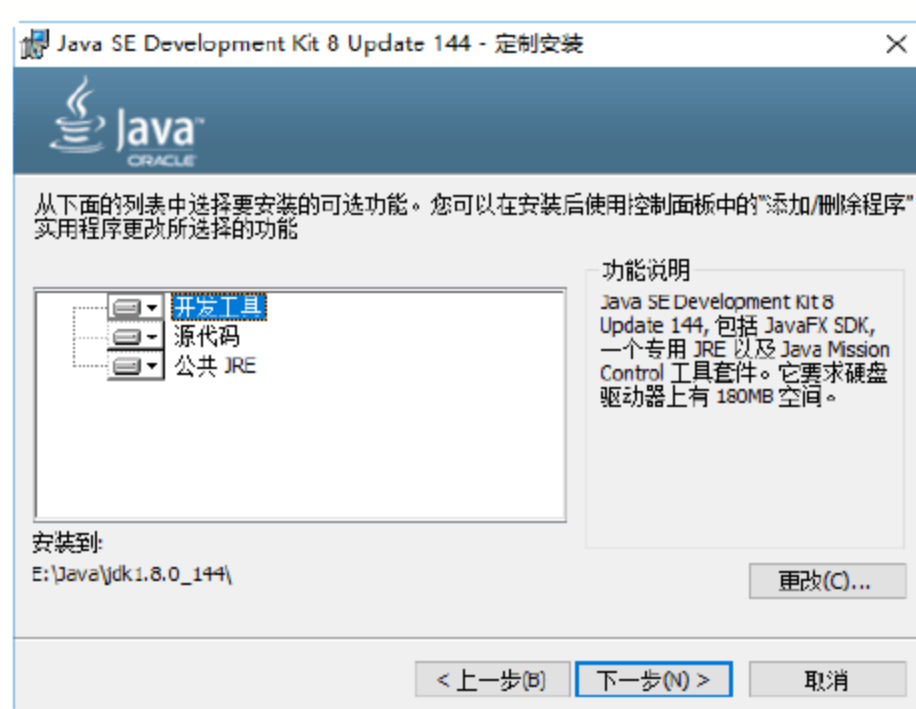 Java SE Development Kit 8 Update 144 - 定制安装
Java™
ORACLE
从下面的列表中选择要安装的可选功能。您可以在安装后使用控制面板中的"添加/删除程序"
实用程序更改所选择的功能
开发工具
源代码
公共 JRE
功能说明
Java SE Development Kit 8
Update 144, 包括 JavaFX SDK,
一个专用 JRE 以及 Java Mission
Control 工具套件。它要求硬盘
驱动器上有 180MB 空间。
安装到:
E:\Java\jdk1.8.0_144\
更改(C)...
< 上一步(B)
下一步(N) >
取消